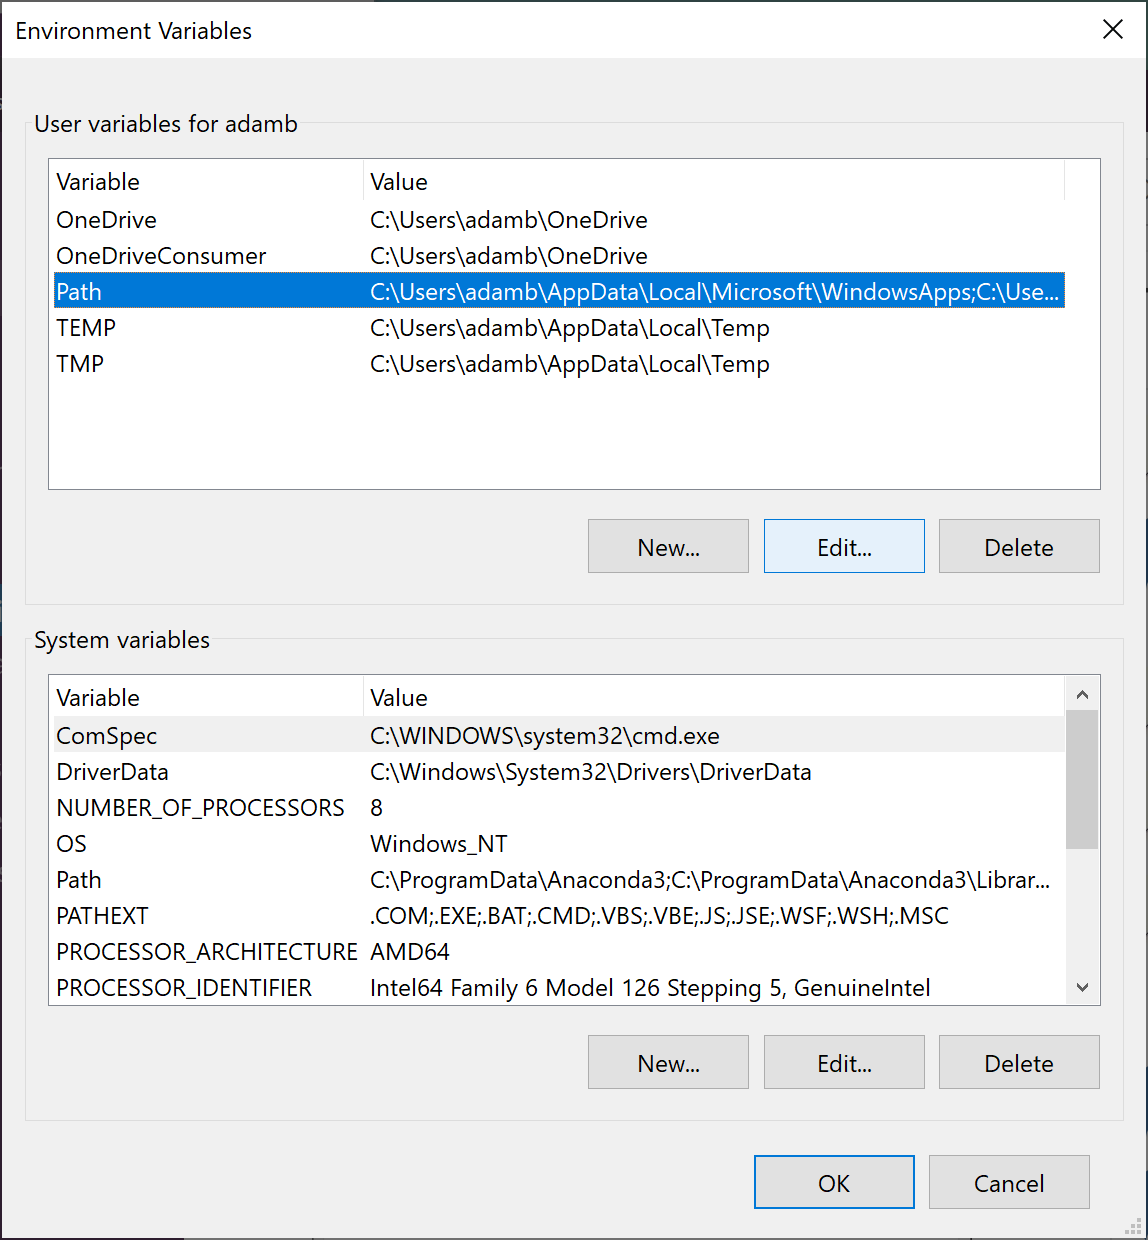 Environment Variables
User variables for adamb
Variable Value
OneDrive C:\Users\adamb\OneDrive
OneDriveConsumer C:\Users\adamb\OneDrive
Path C:\Users\adamb\AppData\Local\Microsoft\WindowsApps;C:\Use...
TEMP C:\Users\adamb\AppData\Local\Temp
TMP C:\Users\adamb\AppData\Local\Temp
New... Edit... Delete
System variables
Variable Value
ComSpec C:\WINDOWS\system32\cmd.exe
DriverData C:\Windows\System32\Drivers\DriverData
NUMBER_OF_PROCESSORS 8
OS Windows_NT
Path C:\ProgramData\Anaconda3;C:\ProgramData\Anaconda3\Librar...
PATHEXT .COM;.EXE;.BAT;.CMD;.VBS;.VBE;.JS;.JSE;.WSF;.WSH;.MSC
PROCESSOR_ARCHITECTURE AMD64
PROCESSOR_IDENTIFIER Intel64 Family 6 Model 126 Stepping 5, GenuineIntel
New... Edit... Delete
OK Cancel